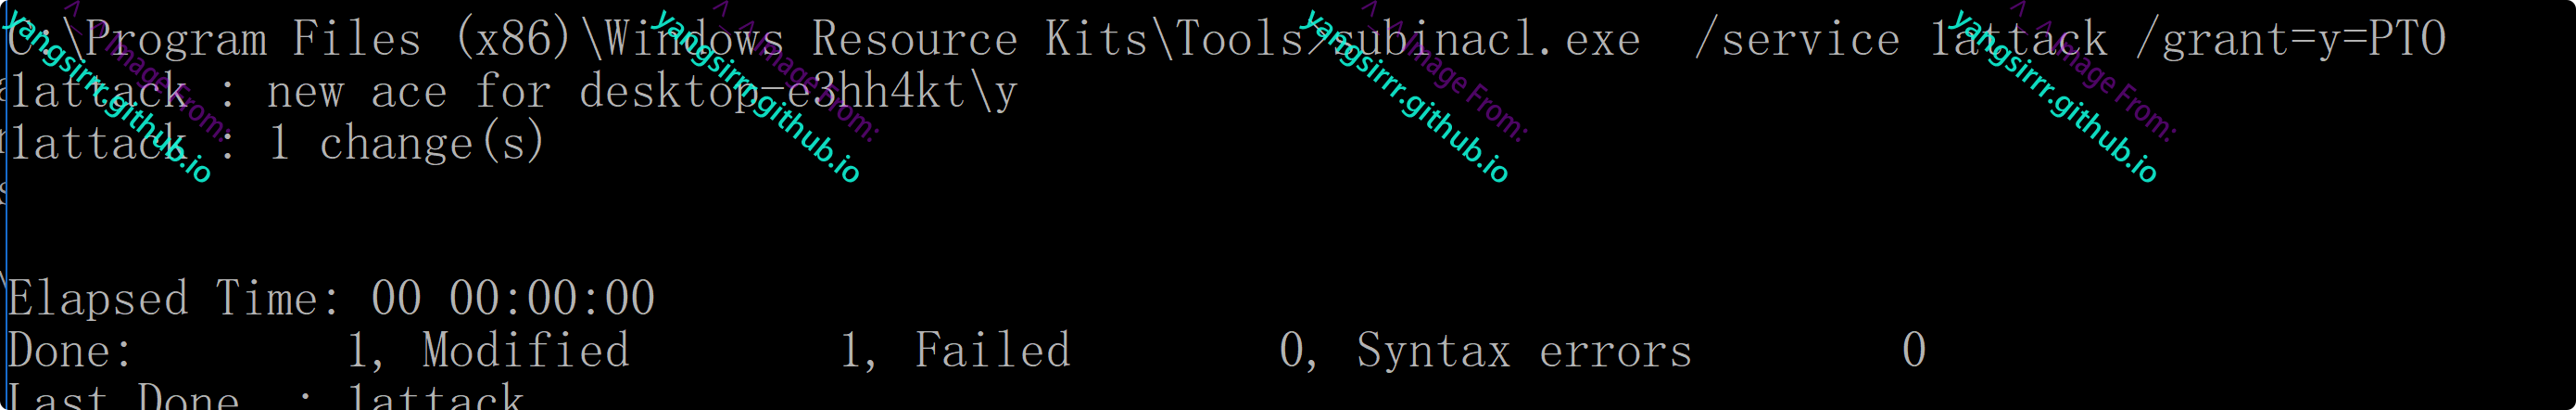 C:\Program Files (x86)\Windows Resource Kits\Tools>subinacl.exe  /service 1attack /grant=y=PTO
1attack : new ace for desktop-e3hh4kt\y
1attack : 1 change(s)
Elapsed Time: 00 00:00:00
Done:        1, Modified        1, Failed        0, Syntax errors        0
Last Done  : 1attack
^_^ Image From:
yangsirrr.github.io
^_^ Image From:
yangsirrr.github.io
^_^ Image From:
yangsirrr.github.io
^_^ Image From:
yangsirrr.github.io